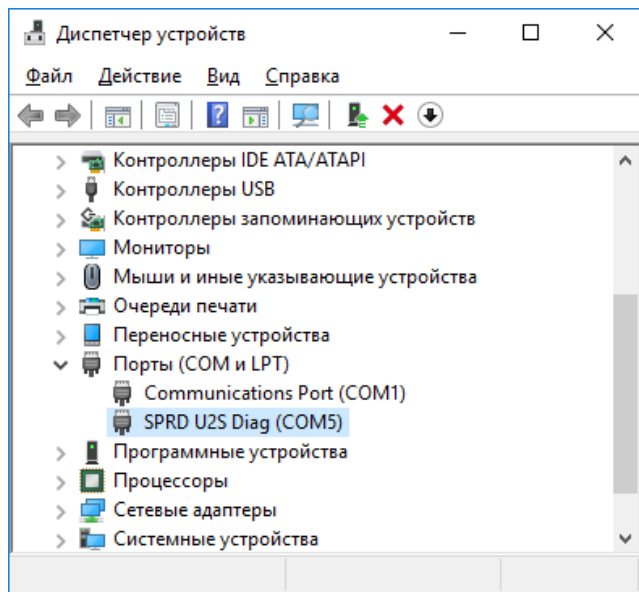 Диспетчер устройств
Файл Действие Вид Справка
Контроллеры IDE ATA/ATAPI
Контроллеры USB
Контроллеры запоминающих устройств
Мониторы
Мыши и иные указывающие устройства
Очереди печати
Переносные устройства
Порты (COM и LPT)
Communications Port (COM1)
SPRD U2S Diag (COM5)
Программные устройства
Процессоры
Сетевые адаптеры
Системные устройства